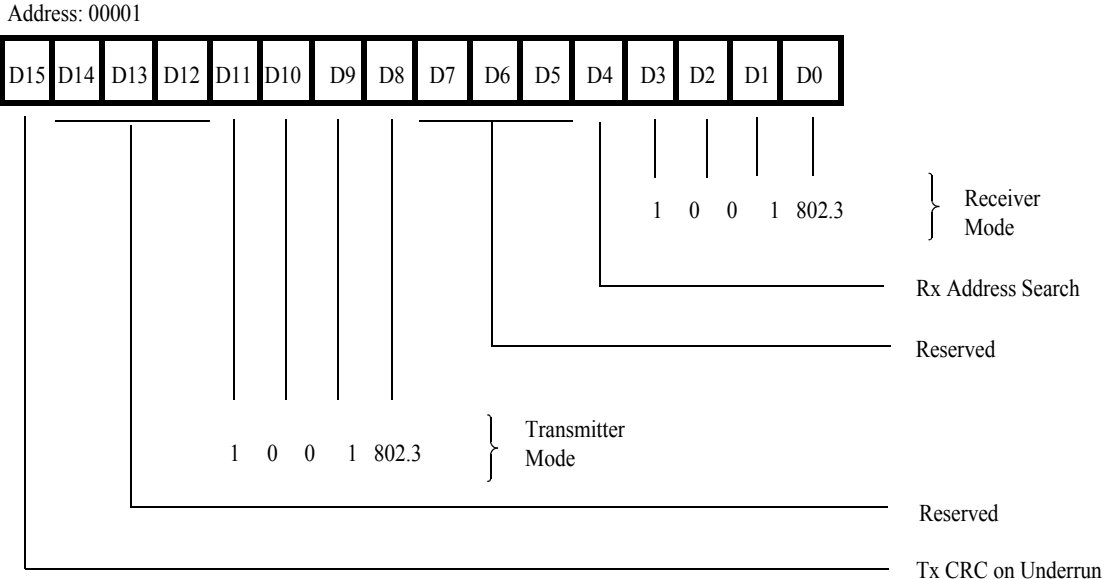 Address: 00001
D15 D14 D13 D12 D11 D10 D9 D8 D7 D6 D5 D4 D3 D2 D1 D0
1 0 0 1 802.3
Receiver
Mode
Rx Address Search
Reserved
1 0 0 1 802.3
Transmitter
Mode
Reserved
Tx CRC on Underrun